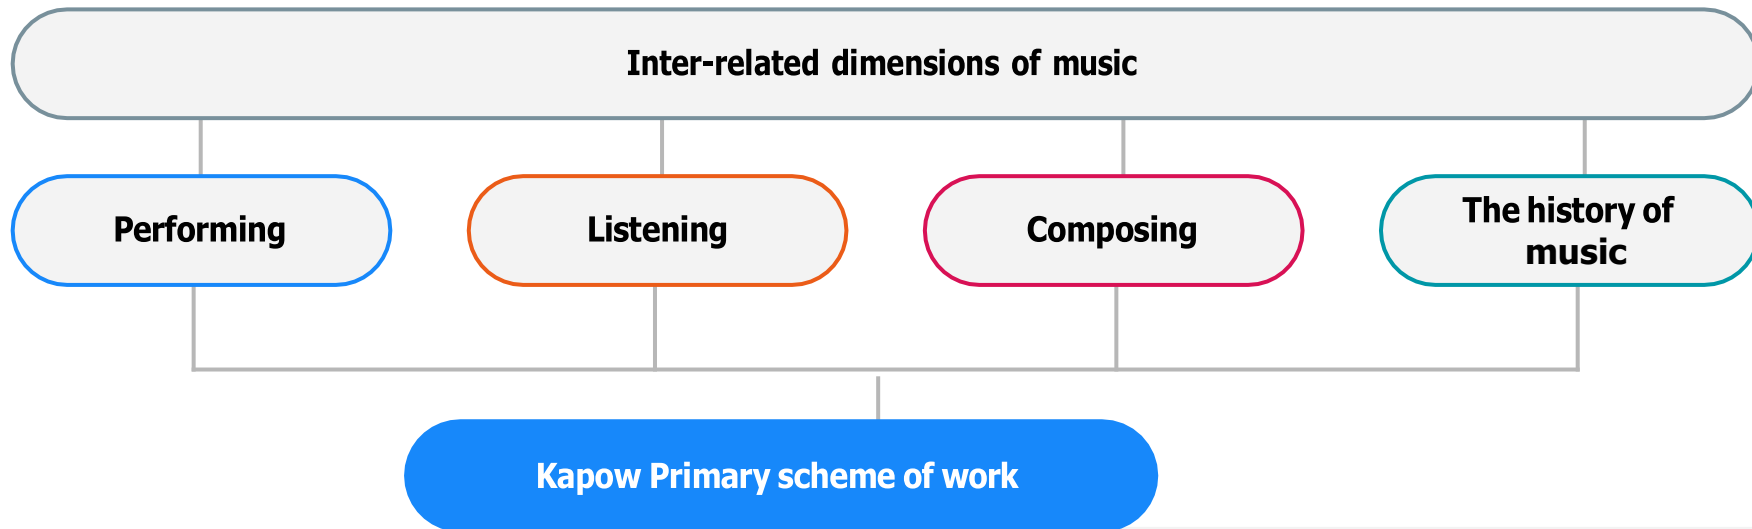 Inter-related dimensions of music
Performing
Listening
Composing
The history of
music
Kapow Primary scheme of work